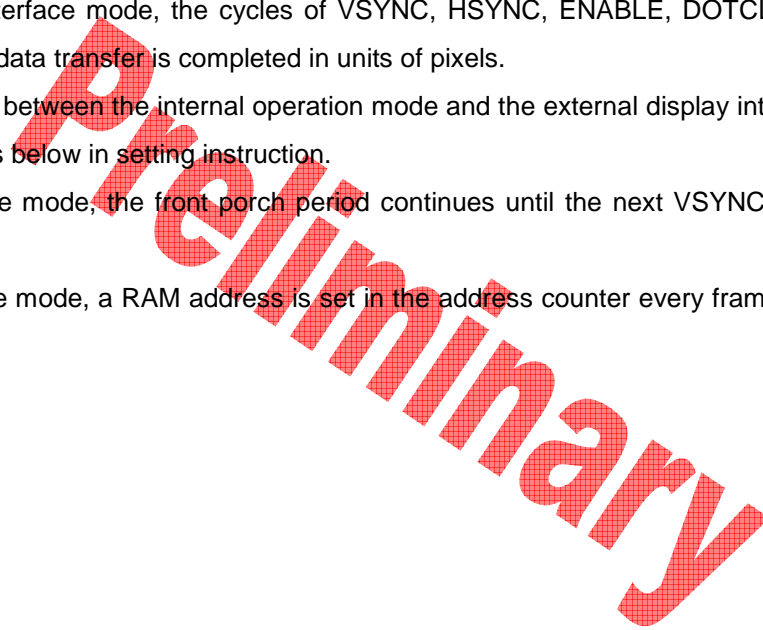 terface mode, the cycles of VSYNC, HSYNC, ENABLE, DOTCL
data transfer is completed in units of pixels.
between the internal operation mode and the external display int
s below in setting instruction.
e mode, the front porch period continues until the next VSYNC
e mode, a RAM address is set in the address counter every fram
Preliminary